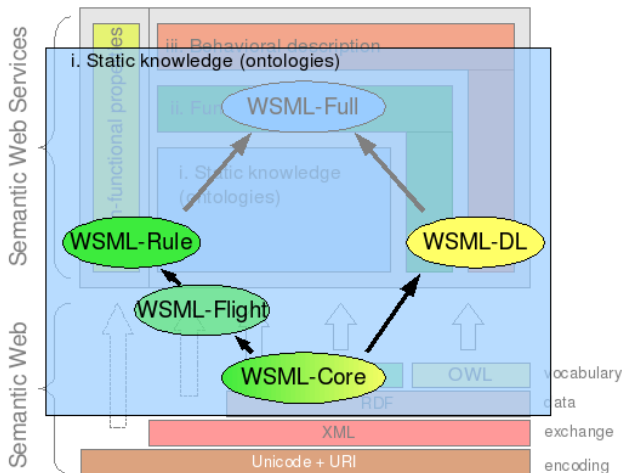 Semantic Web Services
Semantic Web
n-functional properties
iii. Behavioral description
i. Static knowledge (ontologies)
ii. Fun
WSML-Full
i. Static knowledge
(ontologies)
WSML-Rule
WSML-DL
WSML-Flight
WSML-Core
OWL
vocabulary
RDF
data
XML
exchange
Unicode + URI
encoding